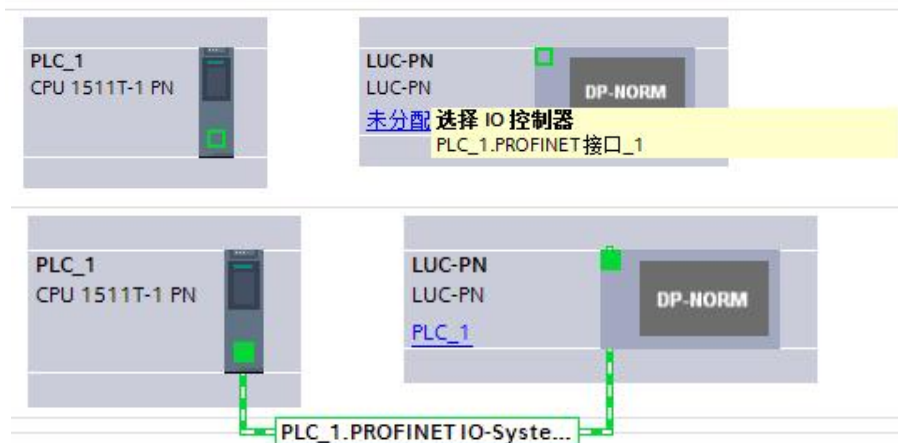 PLC_1
CPU 1511T-1 PN
LUC-PN
LUC-PN
DP-NORM
未分配
选择 IO 控制器
PLC_1.PROFINET接口_1
PLC_1
CPU 1511T-1 PN
LUC-PN
LUC-PN
DP-NORM
PLC_1
PLC_1.PROFINET IO-Syste...